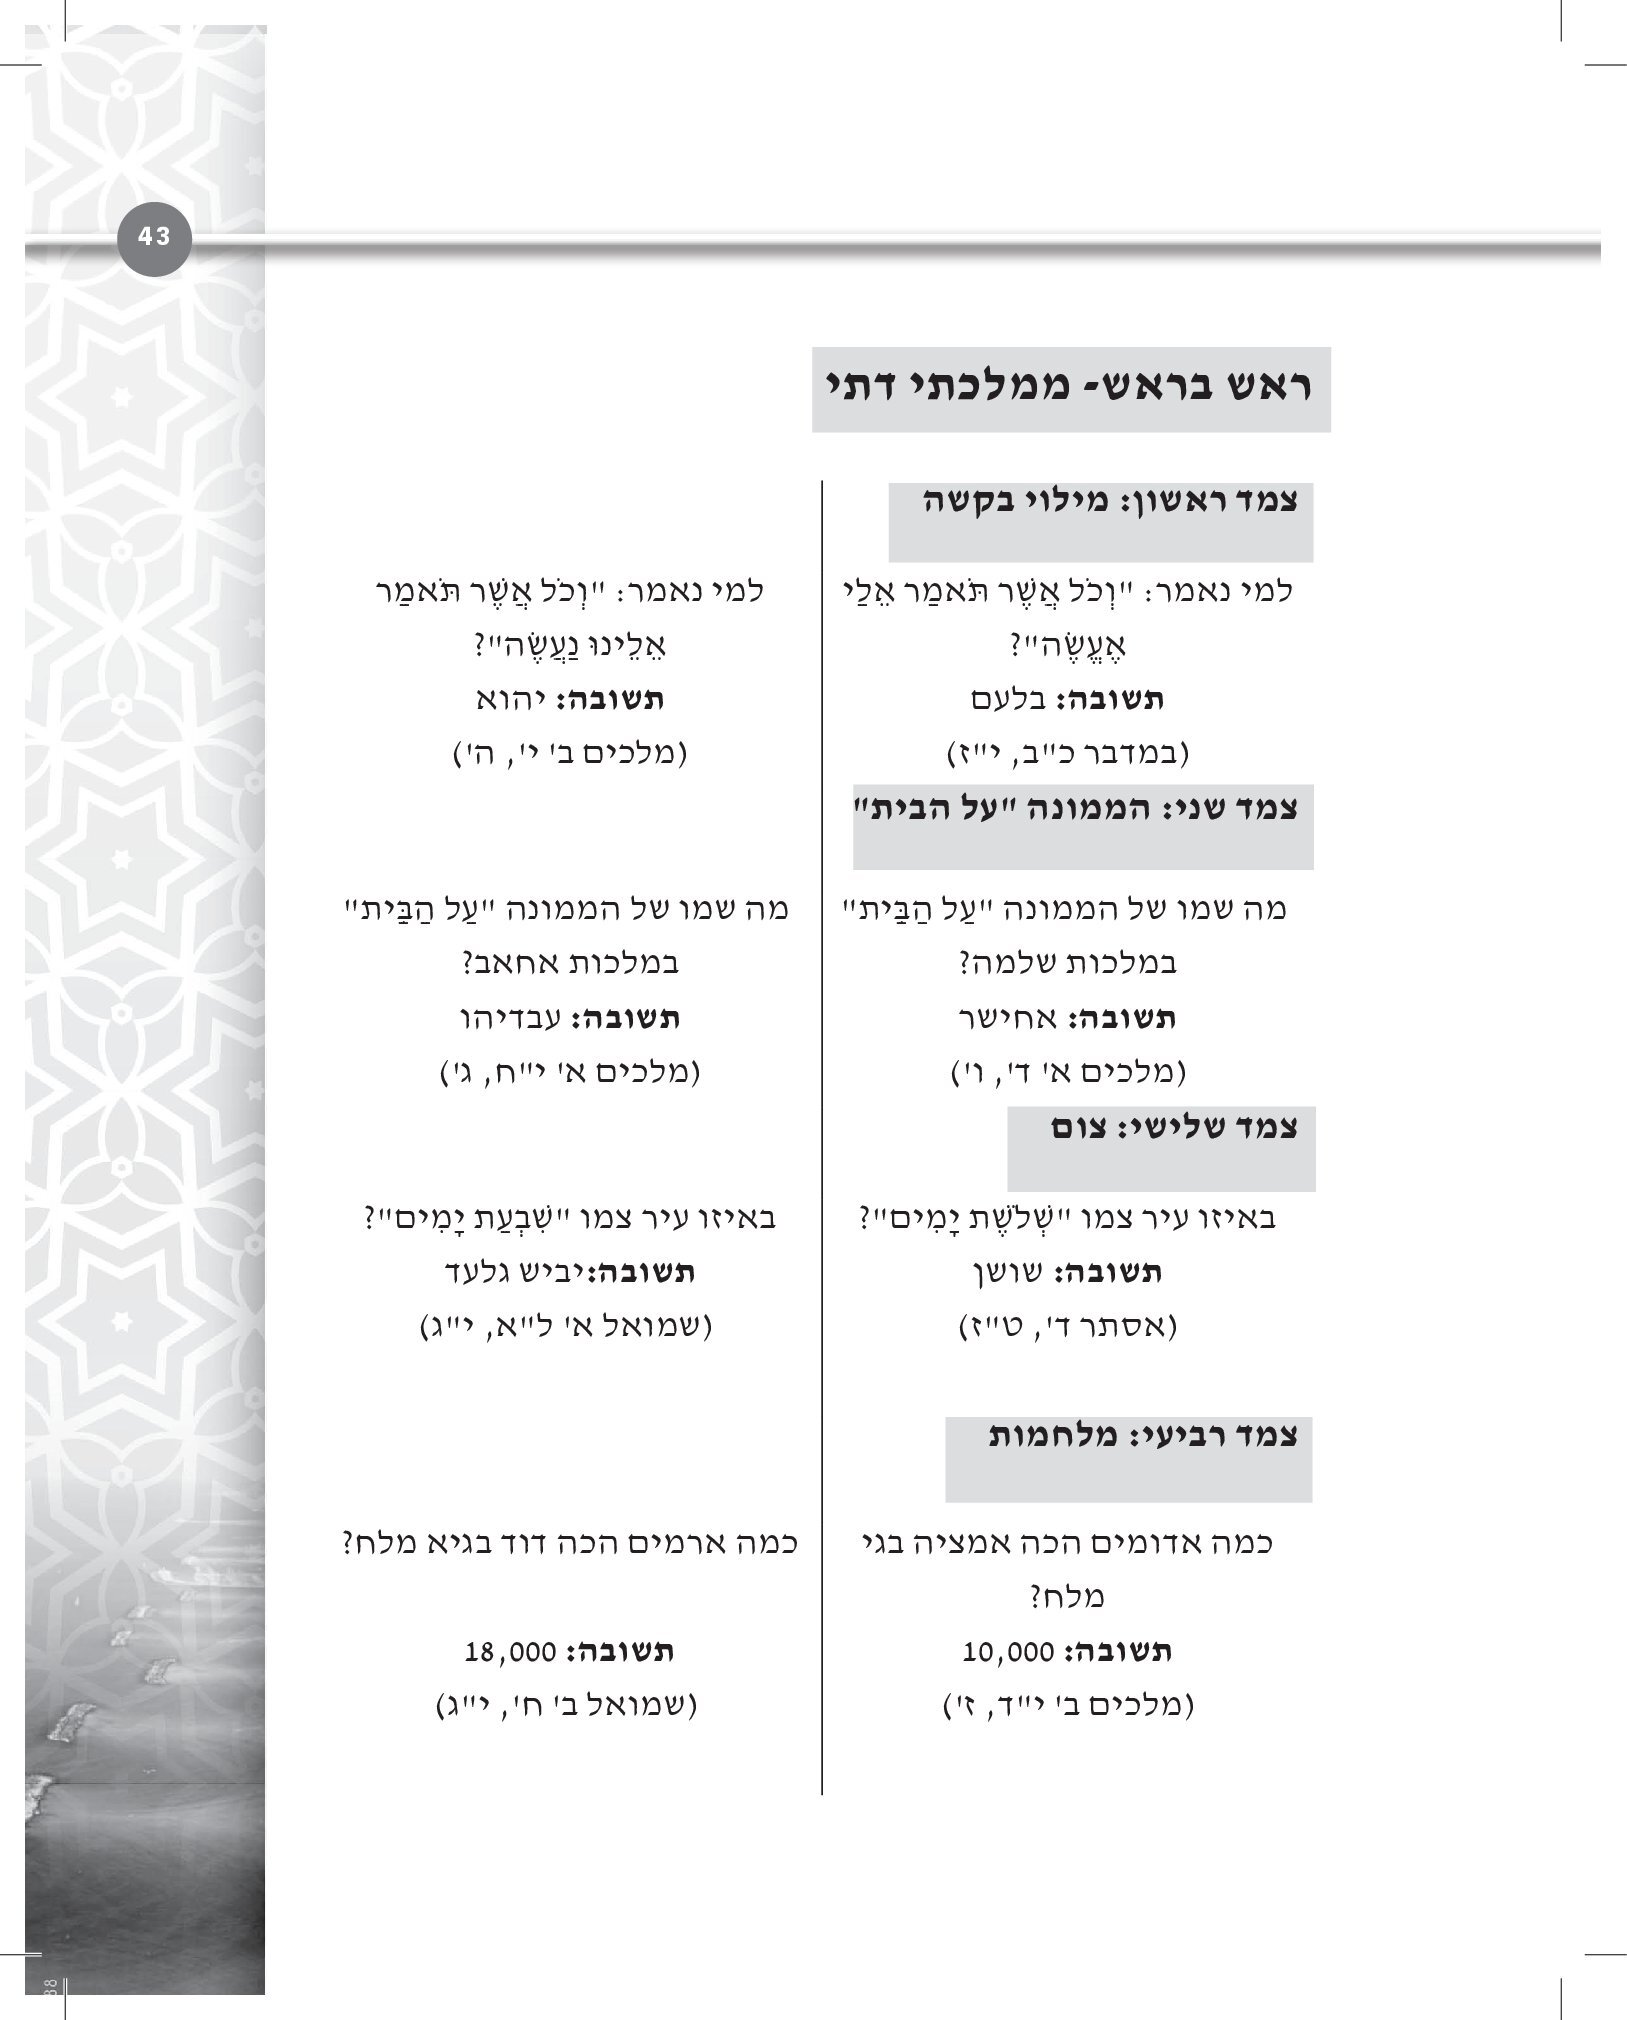 43
ראש בראש- ממלכתי דתי
צמד ראשון: מילוי בקשה
למי נאמר: "וְכֹל אֲשֶׁר תֹּאמַר אֵלַי
אֶעֱשֶׂה"?
תשובה: בלעם
(במדבר כ"ב, י"ז)
למי נאמר: "וְכֹל אֲשֶׁר תֹּאמַר
אֵלֵינוּ נַעֲשֶׂה"?
תשובה: יהוא
(מלכים ב' י', ה')
צמד שני: הממונה "על הבית"
מה שמו של הממונה "עַל הַבַּיִת"
במלכות שלמה?
תשובה: אחישר
(מלכים א' ד', ו')
מה שמו של הממונה "עַל הַבַּיִת"
במלכות אחאב?
תשובה: עבדיהו
(מלכים א' י"ח, ג')
צמד שלישי: צום
באיזו עיר צמו "שְׁלֹשֶׁת יָמִים"?
תשובה: שושן
(אסתר ד', ט"ז)
באיזו עיר צמו "שִׁבְעַת יָמִים"?
תשובה:יביש גלעד
(שמואל א' ל"א, י"ג)
צמד רביעי: מלחמות
כמה אדומים הכה אמציה בגי
מלח?
תשובה: 10,000
(מלכים ב' י"ד, ז')
כמה ארמים הכה דוד בגיא מלח?
תשובה: 18,000
(שמואל ב' ח', י"ג)